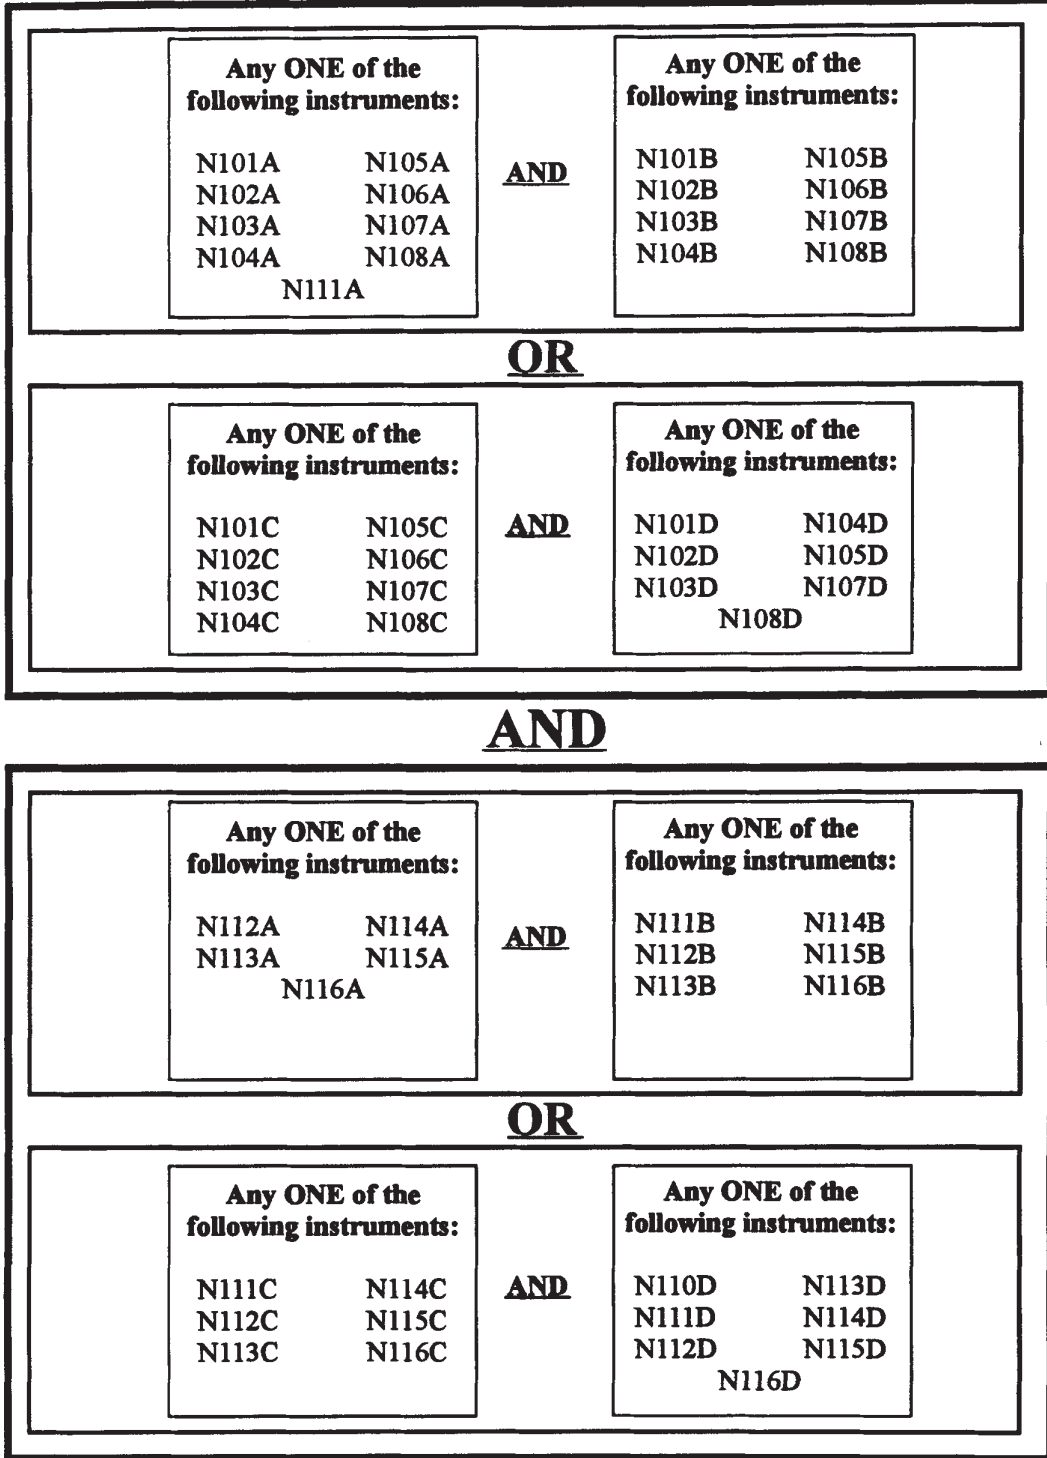 Any ONE of the
following instruments:
N101A N105A
N102A N106A
N103A N107A
N104A N108A
N111A
AND
Any ONE of the
following instruments:
N101B N105B
N102B N106B
N103B N107B
N104B N108B
OR
Any ONE of the
following instruments:
N101C N105C
N102C N106C
N103C N107C
N104C N108C
AND
Any ONE of the
following instruments:
N101D N104D
N102D N105D
N103D N107D
N108D
AND
Any ONE of the
following instruments:
N112A N114A
N113A N115A
N116A
AND
Any ONE of the
following instruments:
N111B N114B
N112B N115B
N113B N116B
OR
Any ONE of the
following instruments:
N111C N114C
N112C N115C
N113C N116C
AND
Any ONE of the
following instruments:
N110D N113D
N111D N114D
N112D N115D
N116D